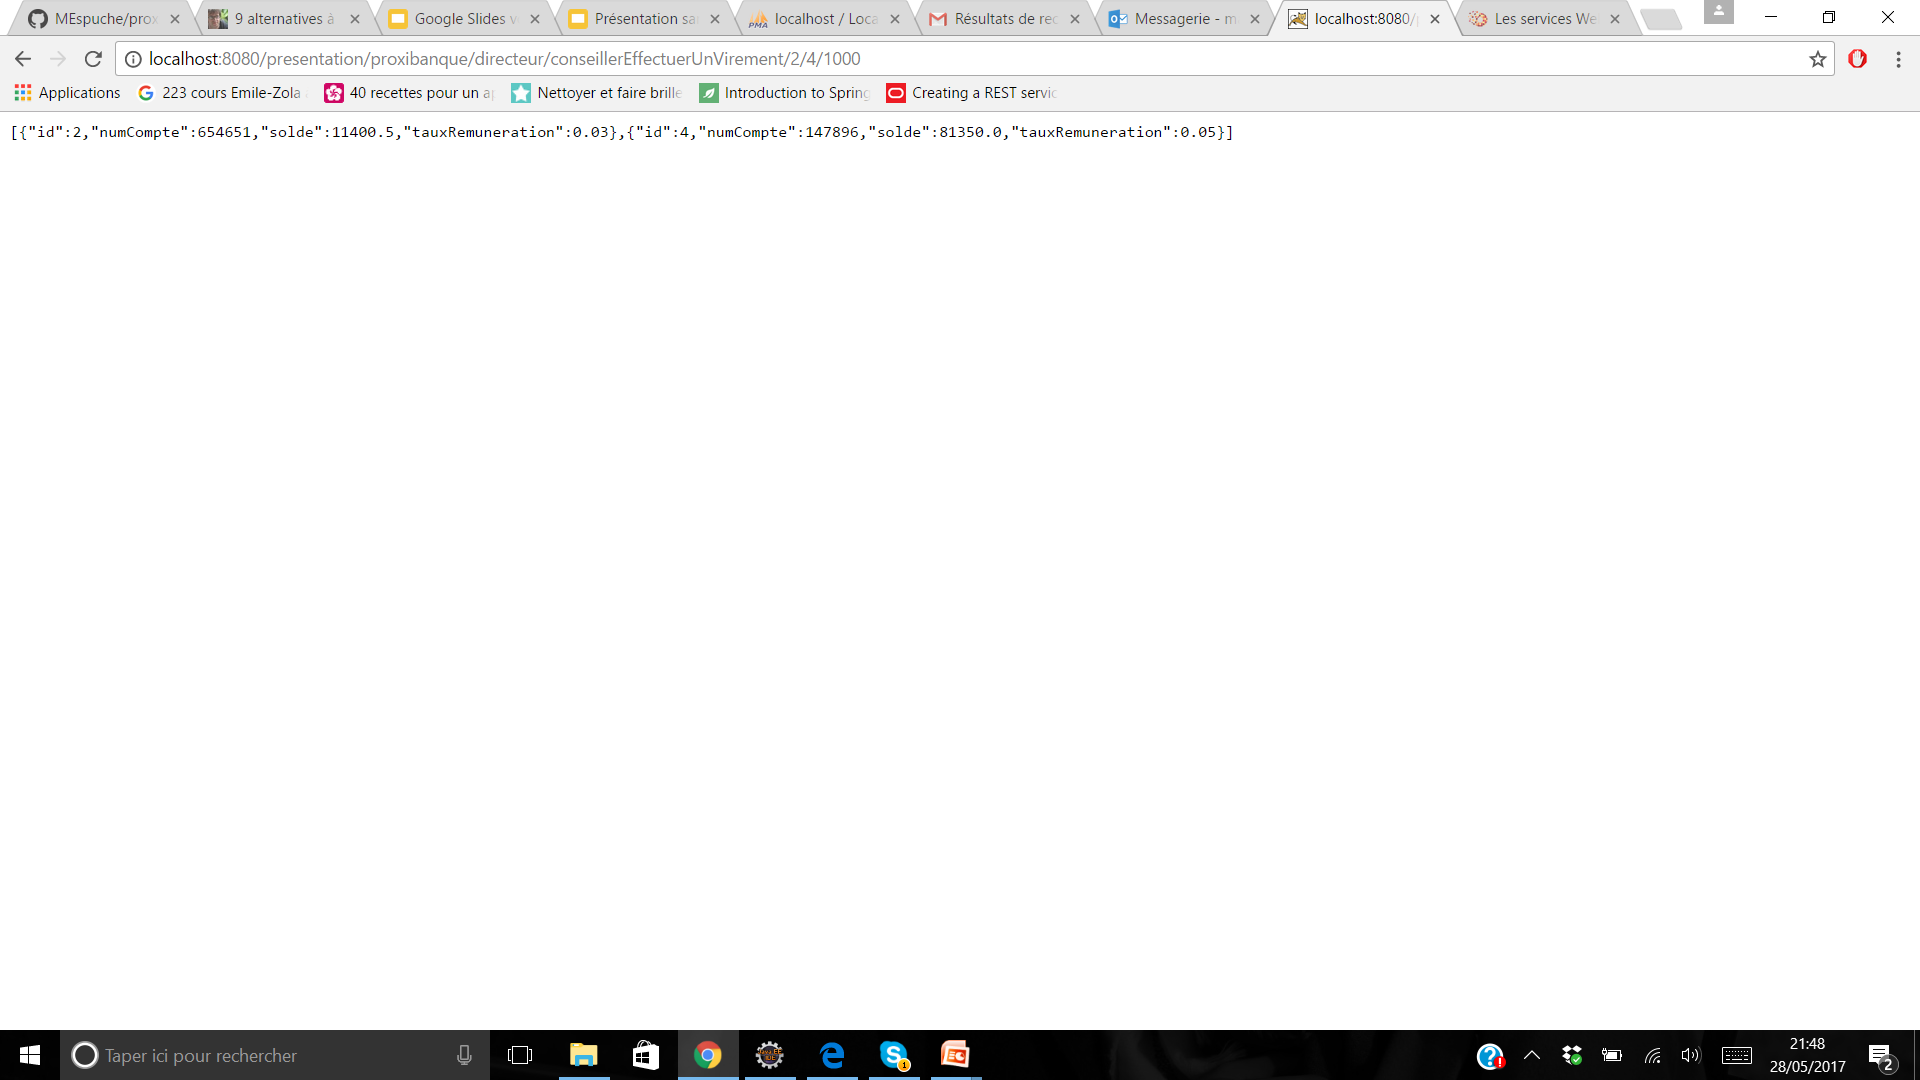 MEspuche/prox
9 alternatives à
Google Slides v
Présentation sa
localhost / Loca
Résultats de rec
Messagerie - m
localhost:8080/
Les services We
localhost:8080/presentation/proxibanque/directeur/conseillerEffectuerUnVirement/2/4/1000
Applications
223 cours Emile-Zola
40 recettes pour un a
Nettoyer et faire brille
Introduction to Spring
Creating a REST servic
[{"id":2,"numCompte":654651,"solde":11400.5,"tauxRemuneration":0.03},{"id":4,"numCompte":147896,"solde":81350.0,"tauxRemuneration":0.05}]
Taper ici pour rechercher
21:48
28/05/2017
2